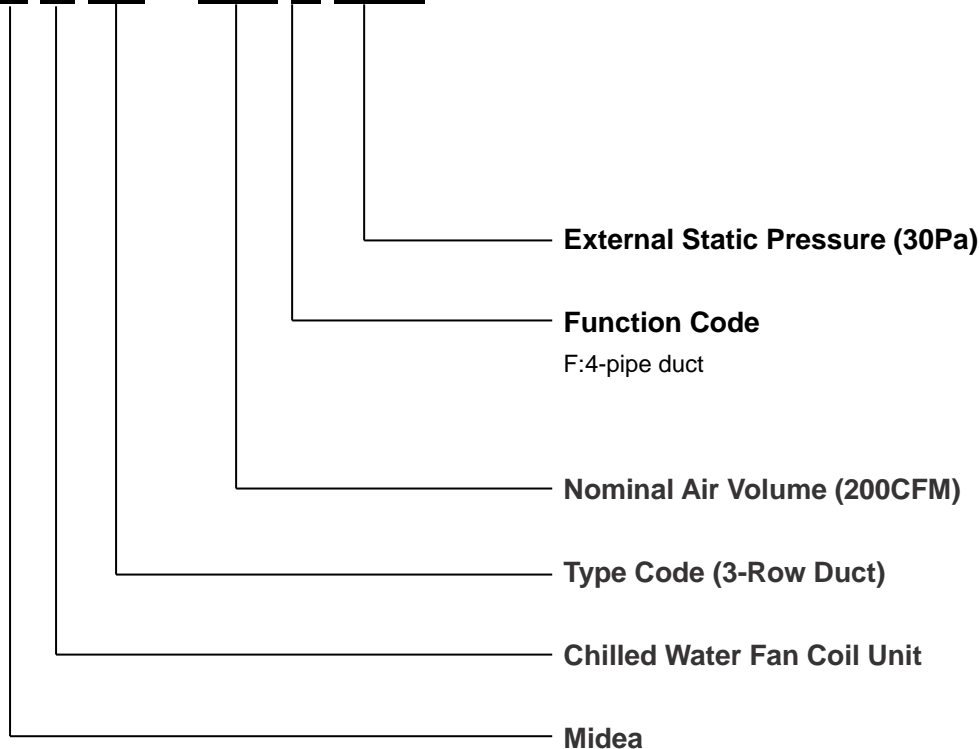 External Static Pressure (30Pa)
Function Code
F:4-pipe duct
Nominal Air Volume (200CFM)
Type Code (3-Row Duct)
Chilled Water Fan Coil Unit
Midea